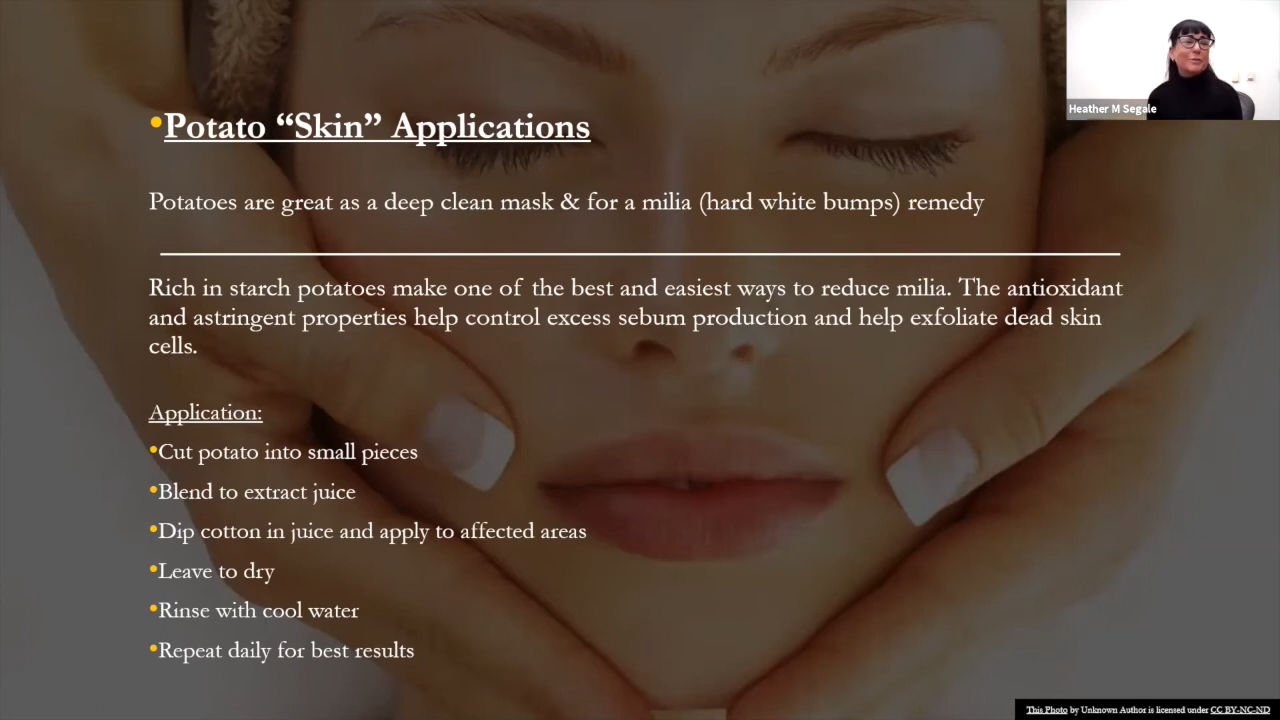 Heather M Segale
•Potato “Skin” Applications
Potatoes are great as a deep clean mask & for a milia (hard white bumps) remedy
Rich in starch potatoes make one of the best and easiest ways to reduce milia. The antioxidant
and astringent properties help control excess sebum production and help exfoliate dead skin
cells.
Application:
•Cut potato into small pieces
•Blend to extract juice
•Dip cotton in juice and apply to affected areas
•Leave to dry
•Rinse with cool water
•Repeat daily for best results
This Photo by Unknown Author is licensed under CC BY-NC-ND